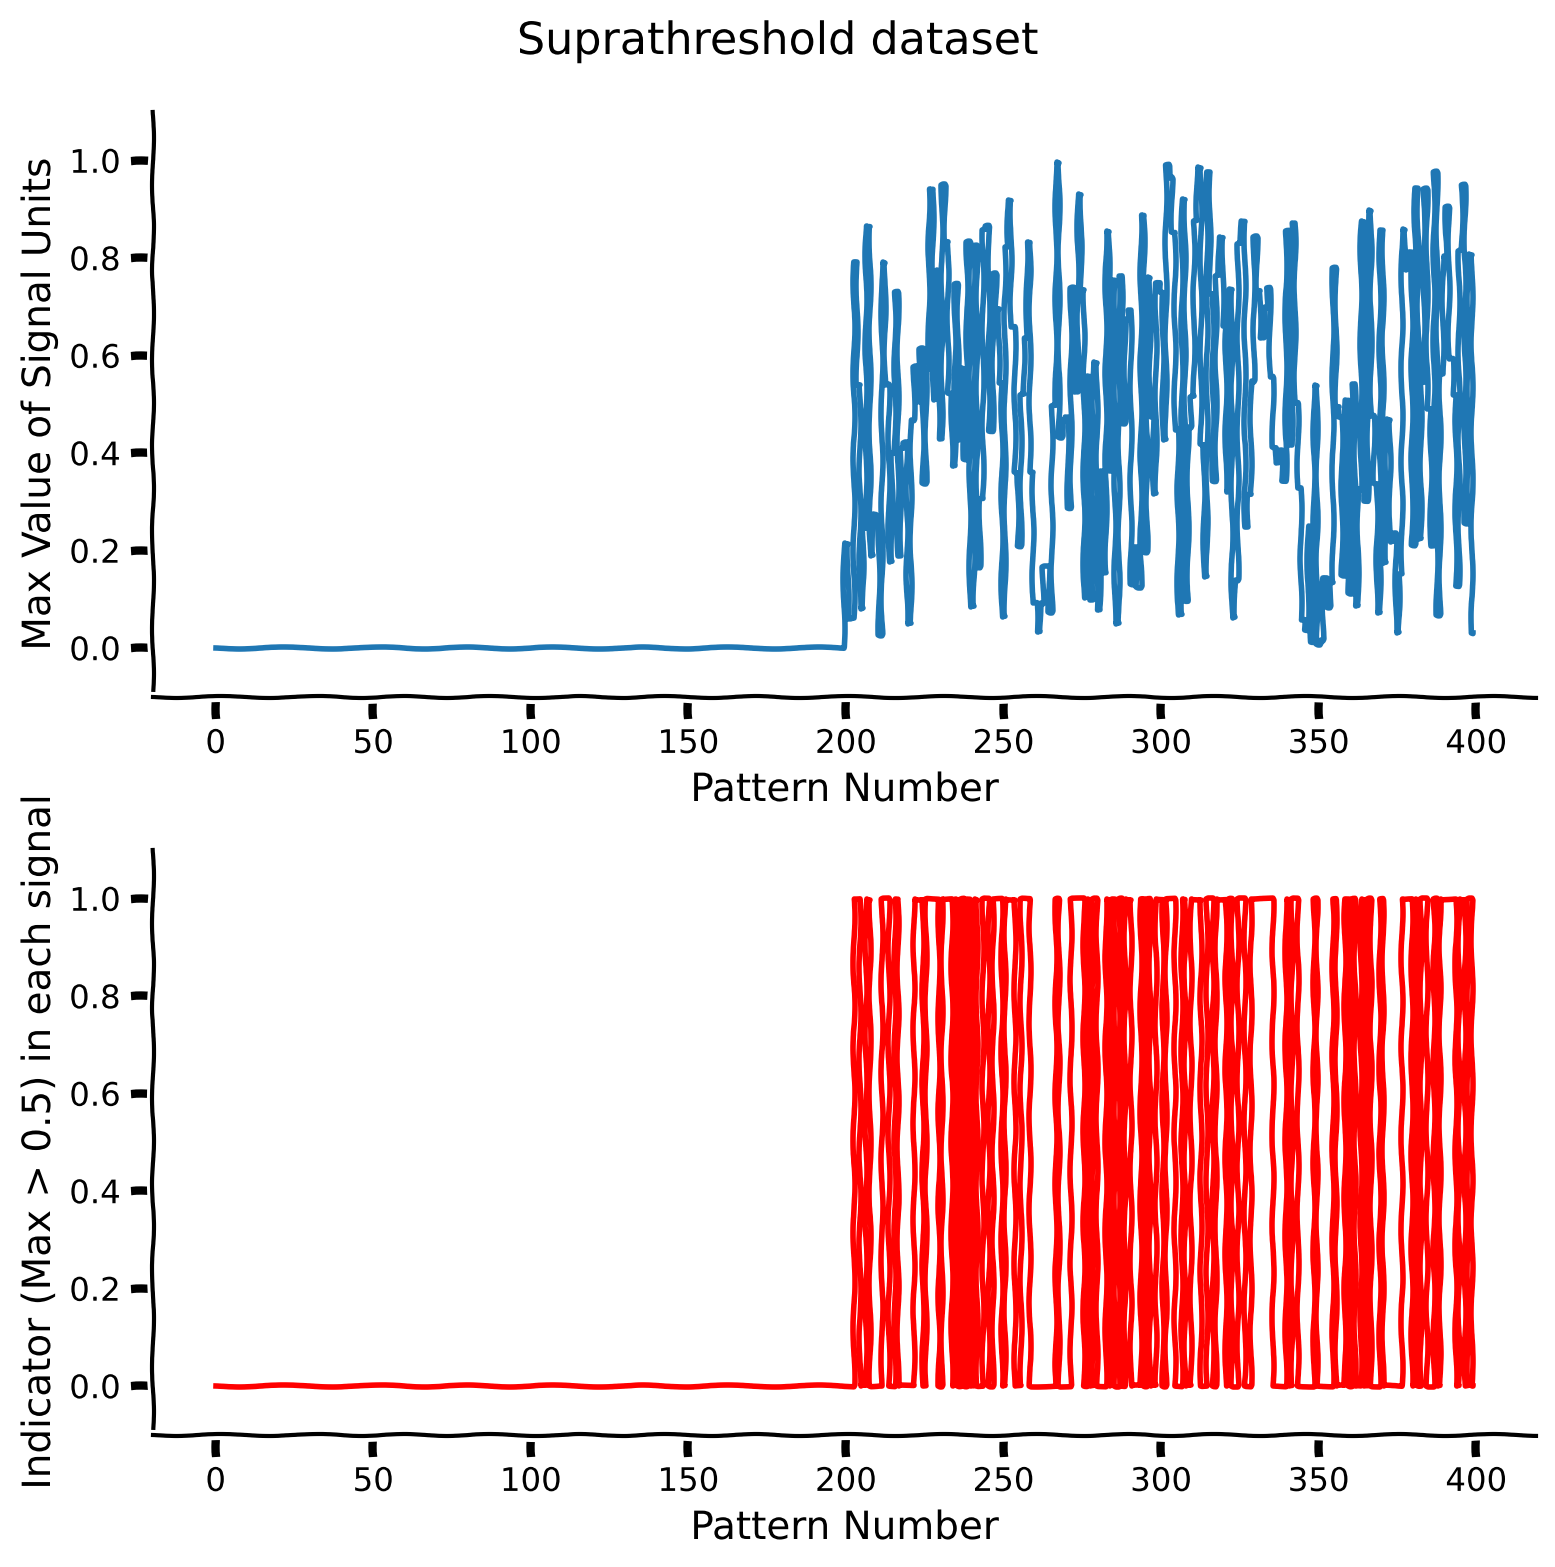 Suprathreshold dataset
Max Value of Signal Units
1.0
0.8
0.6
0.4
0.2
0.0
0 50 100 150 200 250 300 350 400
Pattern Number
Indicator (Max > 0.5) in each signal
1.0
0.8
0.6
0.4
0.2
0.0
0 50 100 150 200 250 300 350 400
Pattern Number